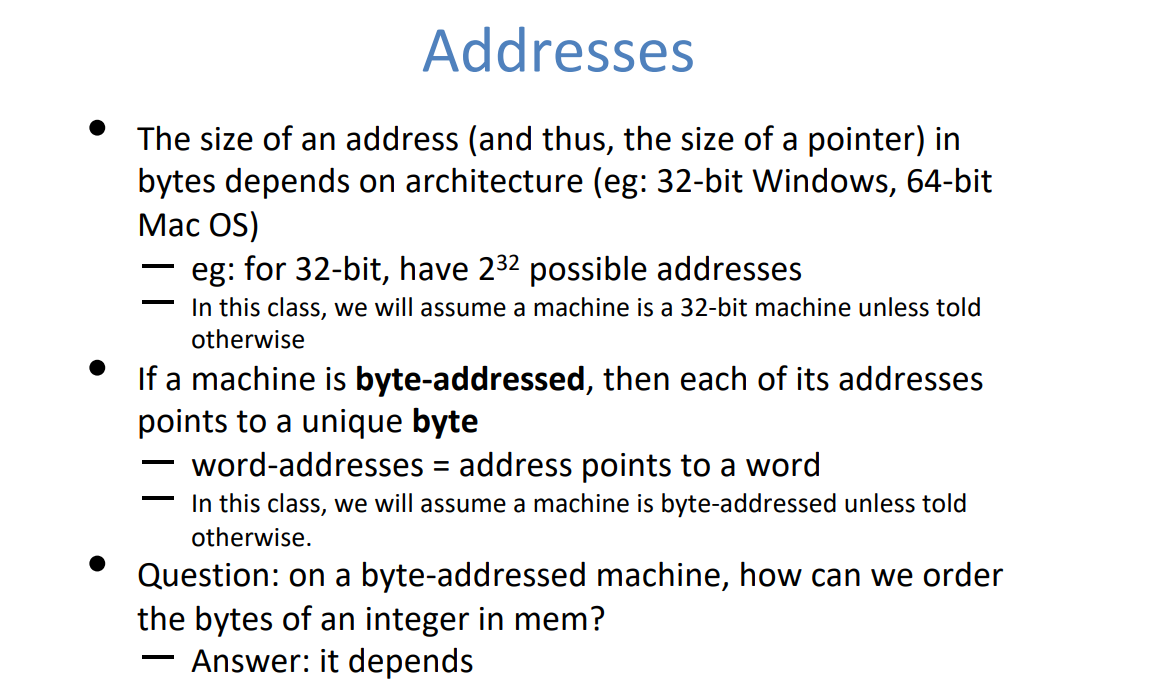 Addresses
• The size of an address (and thus, the size of a pointer) in
bytes depends on architecture (eg: 32-bit Windows, 64-bit
Mac OS)
— eg: for 32-bit, have 2³² possible addresses
— In this class, we will assume a machine is a 32-bit machine unless told
otherwise
• If a machine is byte-addressed, then each of its addresses
points to a unique byte
— word-addresses = address points to a word
— In this class, we will assume a machine is byte-addressed unless told
otherwise.
• Question: on a byte-addressed machine, how can we order
the bytes of an integer in mem?
— Answer: it depends